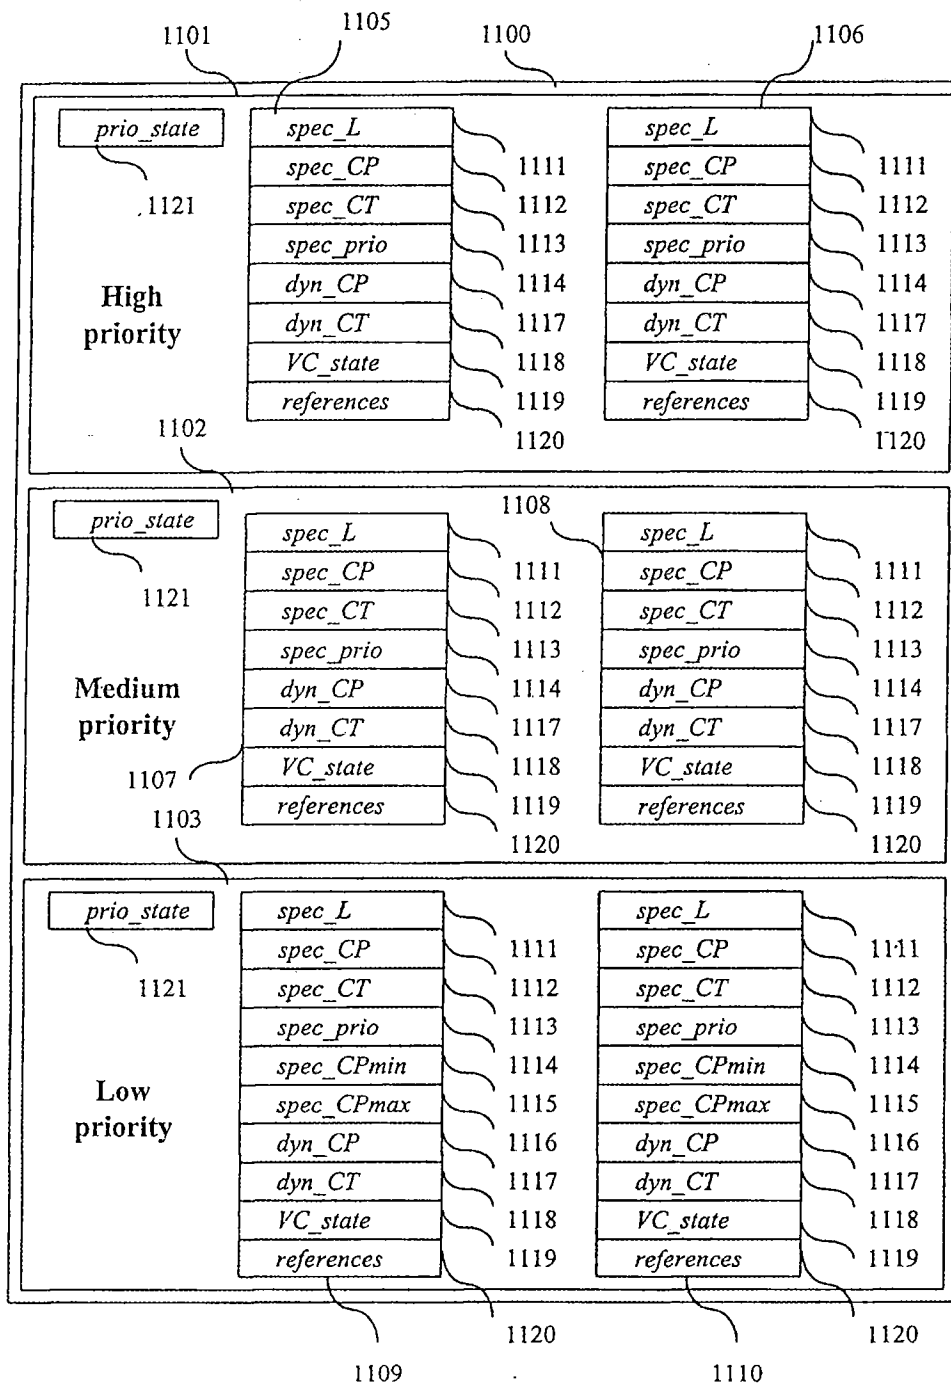 1105
1101
1100
1106
prio_state
spec_L
spec_L
1121
spec_CP
1111
spec_CP
1111
spec_CT
1112
spec_CT
1112
spec_prio
1113
spec_prio
1113
High
priority
dyn_CP
1114
dyn_CP
1114
dyn_CT
1117
dyn_CT
1117
VC_state
1118
VC_state
1118
references
1119
references
1119
1102
1120
1120
prio_state
1108
spec_L
spec_L
1121
spec_CP
1111
spec_CP
1111
spec_CT
1112
spec_CT
1112
spec_prio
1113
spec_prio
1113
Medium
priority
dyn_CP
1114
dyn_CP
1114
dyn_CT
1117
dyn_CT
1117
1107
VC_state
1118
VC_state
1118
references
1119
references
1119
1103
1120
1120
prio_state
spec_L
spec_L
1121
spec_CP
1111
spec_CP
1111
spec_CT
1112
spec_CT
1112
spec_prio
1113
spec_prio
1113
Low
priority
spec_CPmin
1114
spec_CPmin
1114
spec_CPmax
1115
spec_CPmax
1115
dyn_CP
1116
dyn_CP
1116
dyn_CT
1117
dyn_CT
1117
VC_state
1118
VC_state
1118
references
1119
references
1119
1120
1120
1109
1110